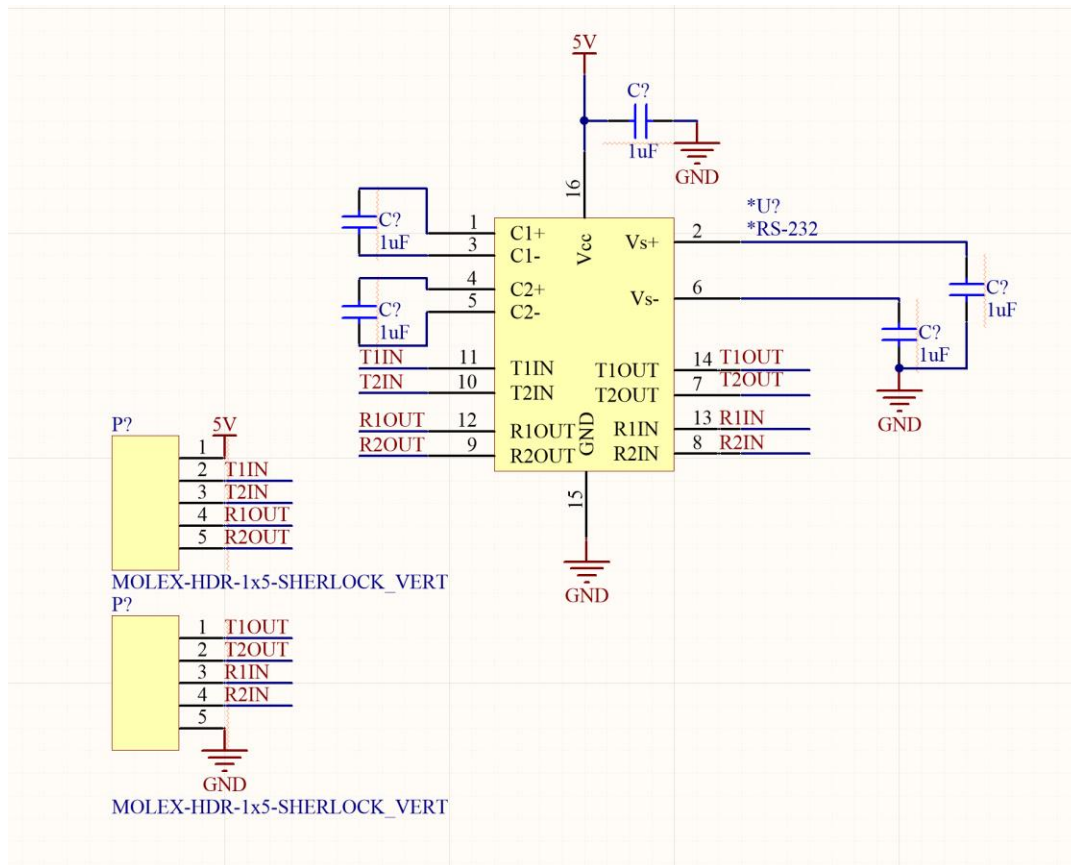 5V
C?
1uF
GND
16
*U?
*RS-232
C?
1uF
1 C1+ Vcc Vs+ 2
3 C1-
4 C2+ Vs- 6 C? 1uF
5 C2-
C?
1uF
C?
1uF
T1IN 11 T1IN T1OUT 14 T1OUT
T2IN 10 T2IN T2OUT 7 T2OUT
GND
R1OUT 12 R1OUT GND R1IN 13 R1IN
R2OUT 9 R2OUT R2IN 8 R2IN
15
GND
P? 5V
1
2 T1IN
3 T2IN
4 R1OUT
5 R2OUT
MOLEX-HDR-1x5-SHERLOCK_VERT
P?
1 T1OUT
2 T2OUT
3 R1IN
4 R2IN
5
GND
MOLEX-HDR-1x5-SHERLOCK_VERT